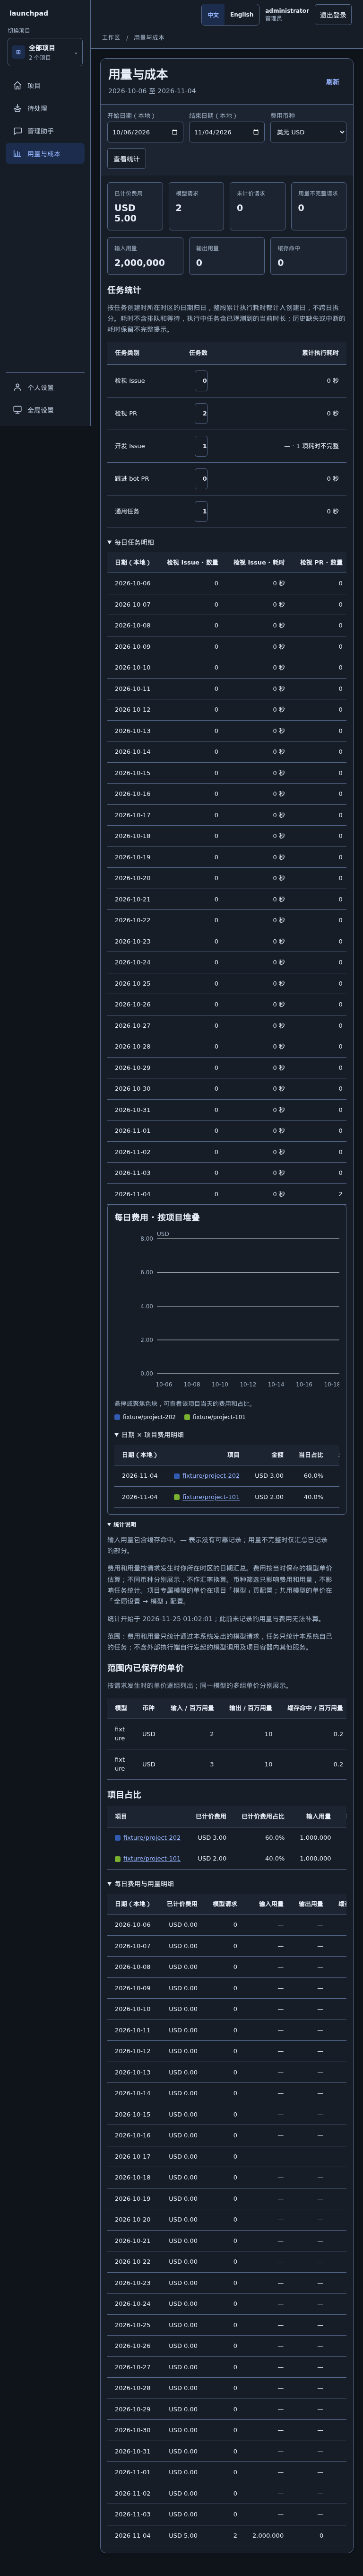 launchpad
切换项目
全部项目
2 个项目
项目
待处理
管理助手
用量与成本
个人设置
全局设置
中文
English
administrator
管理员
退出登录
工作区 / 用量与成本
用量与成本
2026-10-06 至 2026-11-04
刷新
开始日期（本地） 结束日期（本地） 费用币种
10/06/2026 11/04/2026 美元 USD
查看统计
已计价费用 模型请求 未计价请求 用量不完整请求
USD 5.00 2 0 0
输入用量 输出用量 缓存命中
2,000,000 0 0
任务统计
按任务创建时所在时区的日期归日，整段累计执行耗时都计入创建日，不跨日拆
分。耗时不含排队和等待，执行中任务含已观测到的当前时长；历史缺失或中断的
耗时保留不完整提示。
任务类别 任务数 累计执行耗时
检视 Issue 0 0 秒
检视 PR 2 0 秒
开发 Issue 1 — · 1 项耗时不完整
跟进 bot PR 0 0 秒
通用任务 1 0 秒
▼ 每日任务明细
日期（本地） 检视 Issue · 数量 检视 Issue · 耗时 检视 PR · 数量
2026-10-06 0 0 秒 0
2026-10-07 0 0 秒 0
2026-10-08 0 0 秒 0
2026-10-09 0 0 秒 0
2026-10-10 0 0 秒 0
2026-10-11 0 0 秒 0
2026-10-12 0 0 秒 0
2026-10-13 0 0 秒 0
2026-10-14 0 0 秒 0
2026-10-15 0 0 秒 0
2026-10-16 0 0 秒 0
2026-10-17 0 0 秒 0
2026-10-18 0 0 秒 0
2026-10-19 0 0 秒 0
2026-10-20 0 0 秒 0
2026-10-21 0 0 秒 0
2026-10-22 0 0 秒 0
2026-10-23 0 0 秒 0
2026-10-24 0 0 秒 0
2026-10-25 0 0 秒 0
2026-10-26 0 0 秒 0
2026-10-27 0 0 秒 0
2026-10-28 0 0 秒 0
2026-10-29 0 0 秒 0
2026-10-30 0 0 秒 0
2026-10-31 0 0 秒 0
2026-11-01 0 0 秒 0
2026-11-02 0 0 秒 0
2026-11-03 0 0 秒 0
2026-11-04 0 0 秒 2
每日费用 · 按项目堆叠
USD
8.00
6.00
4.00
2.00
0.00
10-06 10-08 10-10 10-12 10-14 10-16
悬停或聚焦色块，可查看该项目当天的费用和占比。
fixture/project-202 fixture/project-101
▼ 日期 × 项目费用明细
日期（本地） 项目 金额 当日占比
2026-11-04 fixture/project-202 USD 3.00 60.0%
2026-11-04 fixture/project-101 USD 2.00 40.0%
▼ 统计说明
输入用量包含缓存命中。— 表示没有可靠记录；用量不完整时仅汇总已记录
的部分。
费用和用量按请求发生时你所在时区的日期汇总。费用按当时保存的模型单价
估算；不同币种分别展示，不作汇率换算。币种筛选只影响费用和用量，不影
响任务统计。项目专属模型的单价在项目「模型」页配置；共用模型的单价在
「全局设置 → 模型」配置。
统计开始于 2026-11-25 01:02:01；此前未记录的用量与费用无法补算。
范围：费用和用量只统计通过本系统发出的模型请求，任务只统计本系统自己
的任务；不含外部执行端自行发起的模型调用及项目容器内其他服务。
范围内已保存的单价
按请求发生时的单价逐组列出；同一模型的多组单价分别展示。
模型 币种 输入 / 百万用量 输出 / 百万用量 缓存命中 / 百万用量
fixt
ure USD 2 10 0.2
fixt
ure USD 3 10 0.2
项目占比
项目 已计价费用 已计价费用占比 输入用量
fixture/project-202 USD 3.00 60.0% 1,000,000
fixture/project-101 USD 2.00 40.0% 1,000,000
▼ 每日费用与用量明细
日期（本地） 已计价费用 模型请求 输入用量 输出用量
2026-10-06 USD 0.00 0 — —
2026-10-07 USD 0.00 0 — —
2026-10-08 USD 0.00 0 — —
2026-10-09 USD 0.00 0 — —
2026-10-10 USD 0.00 0 — —
2026-10-11 USD 0.00 0 — —
2026-10-12 USD 0.00 0 — —
2026-10-13 USD 0.00 0 — —
2026-10-14 USD 0.00 0 — —
2026-10-15 USD 0.00 0 — —
2026-10-16 USD 0.00 0 — —
2026-10-17 USD 0.00 0 — —
2026-10-18 USD 0.00 0 — —
2026-10-19 USD 0.00 0 — —
2026-10-20 USD 0.00 0 — —
2026-10-21 USD 0.00 0 — —
2026-10-22 USD 0.00 0 — —
2026-10-23 USD 0.00 0 — —
2026-10-24 USD 0.00 0 — —
2026-10-25 USD 0.00 0 — —
2026-10-26 USD 0.00 0 — —
2026-10-27 USD 0.00 0 — —
2026-10-28 USD 0.00 0 — —
2026-10-29 USD 0.00 0 — —
2026-10-30 USD 0.00 0 — —
2026-10-31 USD 0.00 0 — —
2026-11-01 USD 0.00 0 — —
2026-11-02 USD 0.00 0 — —
2026-11-03 USD 0.00 0 — —
2026-11-04 USD 5.00 2 2,000,000 0